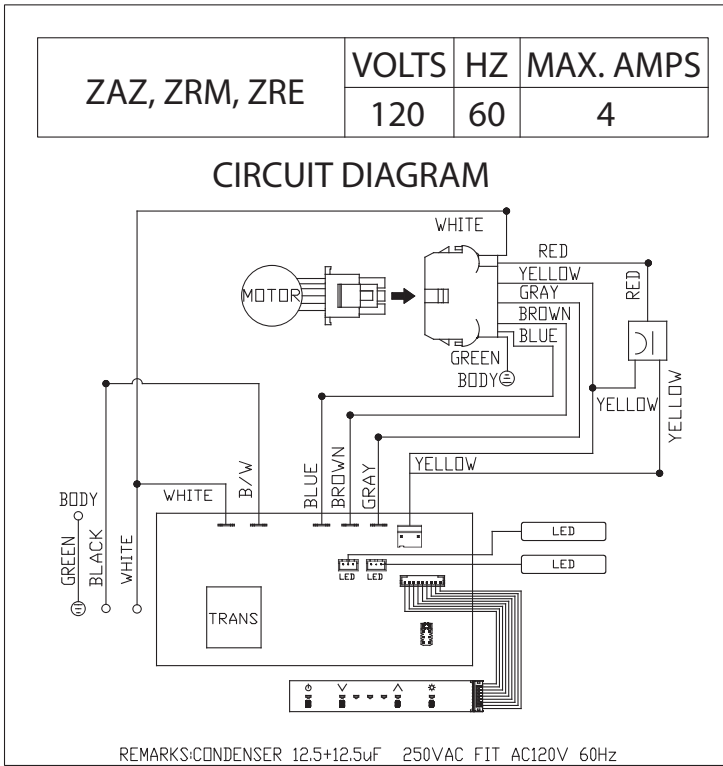 ZAZ, ZRM, ZRE
VOLTS HZ MAX. AMPS
120 60 4
CIRCUIT DIAGRAM
WHITE
RED
YELLOW
GRAY
BROWN
BLUE
GREEN
BODY
MOTOR
RED
YELLOW
YELLOW
YELLOW
BLUE
BROWN
GRAY
B/W
WHITE
BODY
GREEN
BLACK
WHITE
LED
LED
LED LED
TRANS
REMARKS:CONDENSER 12.5+12.5uF 250VAC FIT AC120V 60Hz